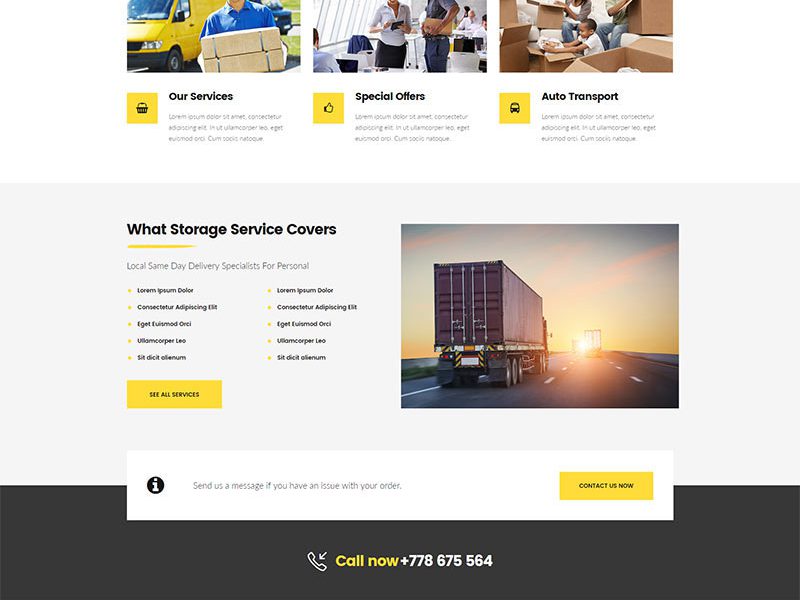 Our Services
Lorem ipsum dolor sit amet, consectetur
adipiscing elit. In ut ullamcorper leo, eget
euismod orci. Cum sociis natoque.
Special Offers
Lorem ipsum dolor sit amet, consectetur
adipiscing elit. In ut ullamcorper leo, eget
euismod orci. Cum sociis natoque.
Auto Transport
Lorem ipsum dolor sit amet, consectetur
adipiscing elit. In ut ullamcorper leo, eget
euismod orci. Cum sociis natoque.
What Storage Service Covers
Local Same Day Delivery Specialists For Personal
Lorem Ipsum Dolor
Consectetur Adipiscing Elit
Eget Euismod Orci
Ullamcorper Leo
Sit dicit alienum
Lorem Ipsum Dolor
Consectetur Adipiscing Elit
Eget Euismod Orci
Ullamcorper Leo
Sit dicit alienum
SEE ALL SERVICES
Send us a message if you have an issue with your order.
CONTACT US NOW
Call now +778 675 564